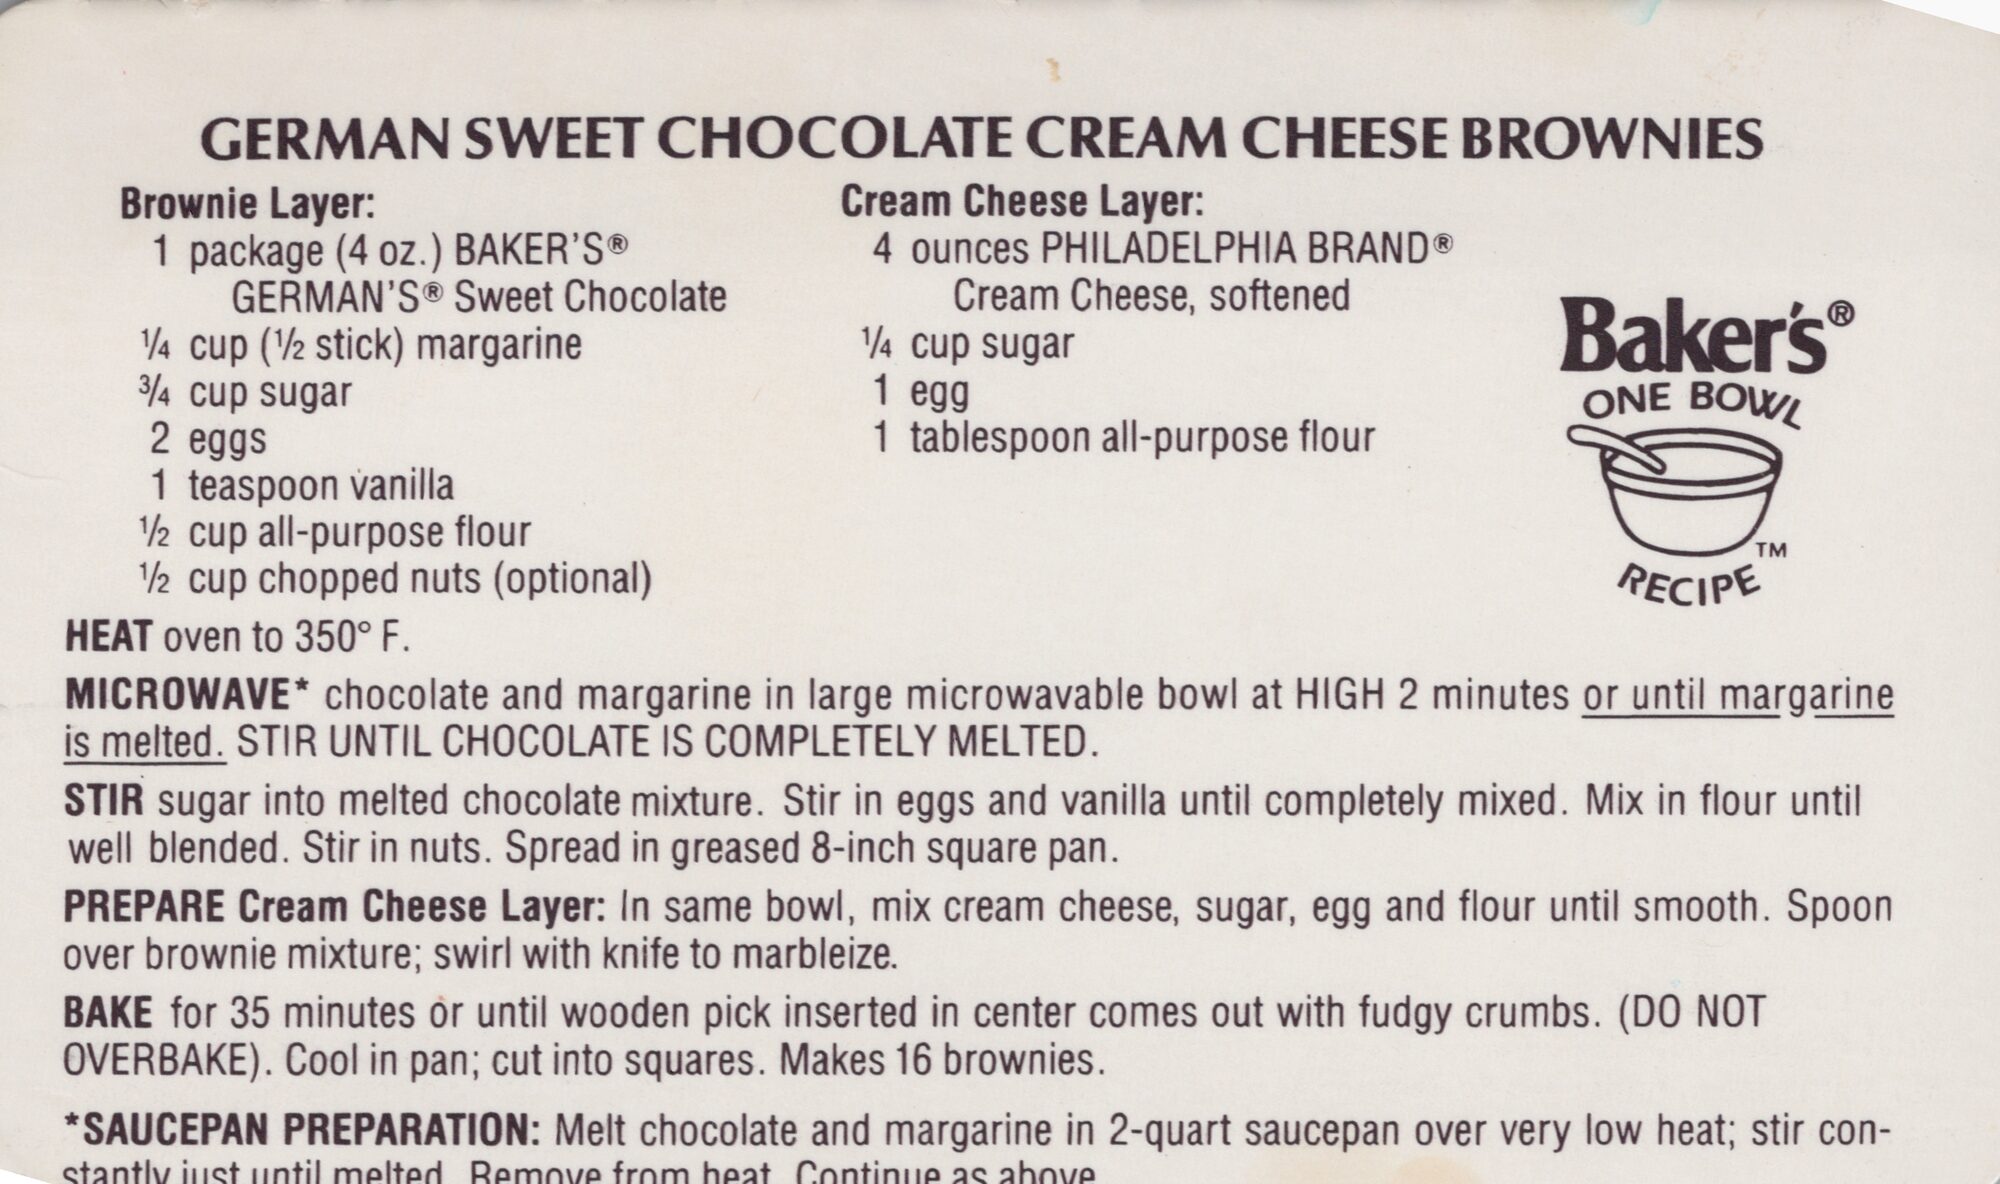 GERMAN SWEET CHOCOLATE CREAM CHEESE BROWNIES
Brownie Layer:
1 package (4 oz.) BAKER'S®
GERMAN'S® Sweet Chocolate
¼ cup (½ stick) margarine
¾ cup sugar
2 eggs
1 teaspoon vanilla
½ cup all-purpose flour
½ cup chopped nuts (optional)
Cream Cheese Layer:
4 ounces PHILADELPHIA BRAND®
Cream Cheese, softened
¼ cup sugar
1 egg
1 tablespoon all-purpose flour
Baker's®
ONE BOWL
TM
RECIPE
HEAT oven to 350° F.
MICROWAVE* chocolate and margarine in large microwavable bowl at HIGH 2 minutes or until margarine
is melted. STIR UNTIL CHOCOLATE IS COMPLETELY MELTED.
STIR sugar into melted chocolate mixture. Stir in eggs and vanilla until completely mixed. Mix in flour until
well blended. Stir in nuts. Spread in greased 8-inch square pan.
PREPARE Cream Cheese Layer: In same bowl, mix cream cheese, sugar, egg and flour until smooth. Spoon
over brownie mixture; swirl with knife to marbleize.
BAKE for 35 minutes or until wooden pick inserted in center comes out with fudgy crumbs. (DO NOT
OVERBAKE). Cool in pan; cut into squares. Makes 16 brownies.
*SAUCEPAN PREPARATION: Melt chocolate and margarine in 2-quart saucepan over very low heat; stir con-
stantly just until melted. Remove from heat. Continue as above.